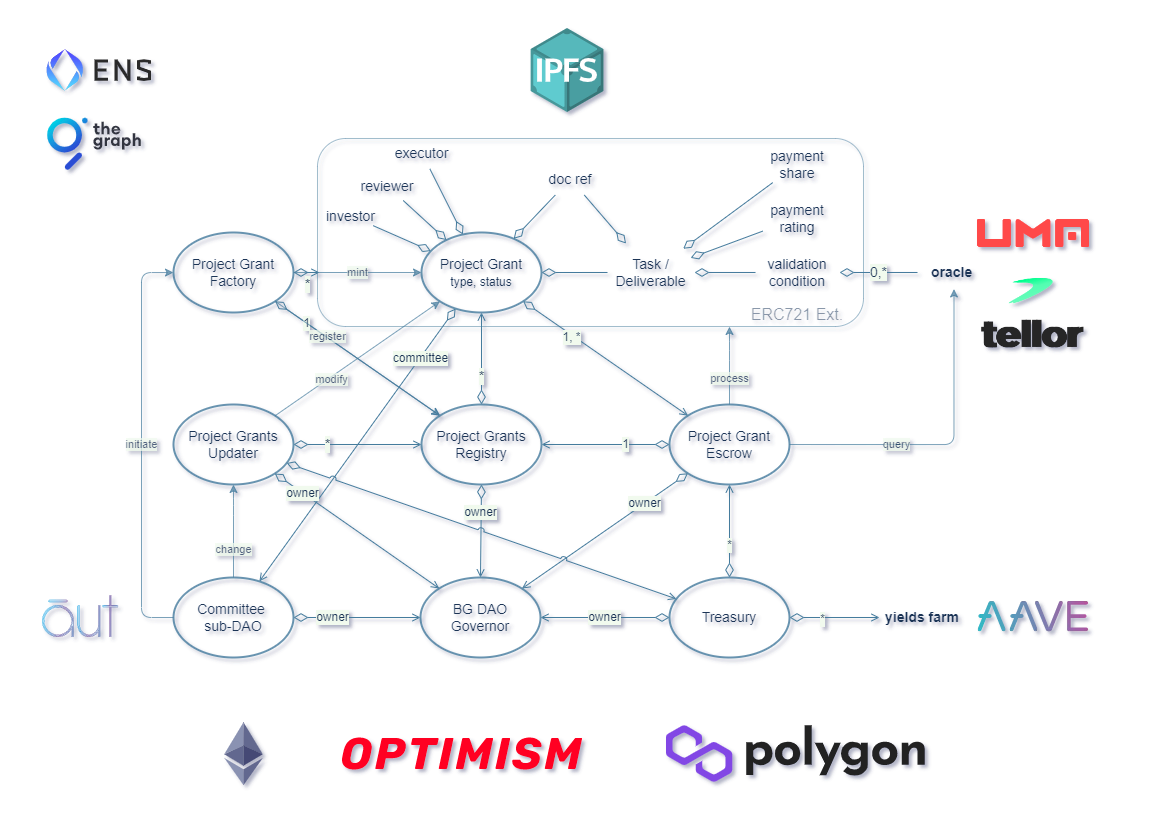 IPFS
ENS
the
graph
executor
reviewer
investor
doc ref
payment
share
payment
rating
Project Grant
Factory
*
mint
Project Grant
type, status
Task /
Deliverable
validation
condition
0,*
oracle
ERC721 Ext.
UMA
tellor
1
register
committee
1, *
modify
*
process
initiate
Project Grants
Updater
*
Project Grants
Registry
1
Project Grant
Escrow
query
owner
owner
owner
change
*
āut
Committee
sub-DAO
owner
BG DAO
Governor
owner
Treasury
*
yields farm
AAVE
OPTIMISM
polygon